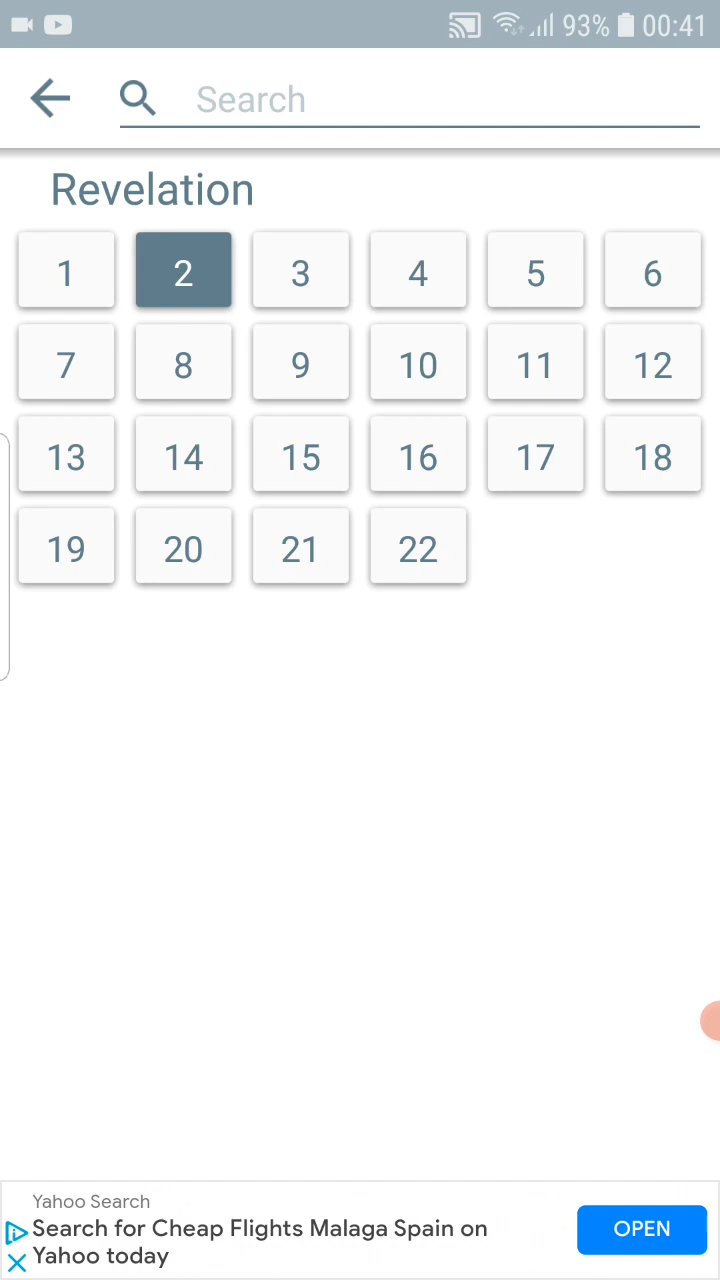 93% 00:41
Search
Revelation
1 2 3 4 5 6
7 8 9 10 11 12
13 14 15 16 17 18
19 20 21 22
Yahoo Search
Search for Cheap Flights Malaga Spain on
Yahoo today
OPEN